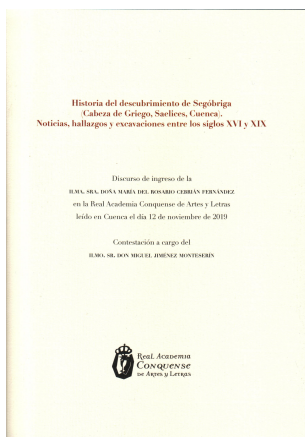 Historia del descubrimiento de Segóbriga
(Cabeza de Griego, Saelices, Cuenca).
Noticias, hallazgos y excavaciones entre los siglos XVI y XIX
Discurso de ingreso de la
ILMA. SRA. DOÑA MARÍA DEL ROSARIO CEBRIÁN FERNÁNDEZ
en la Real Academia Conquense de Artes y Letras
leído en Cuenca el día 12 de noviembre de 2019
Contestación a cargo del
ILMO. SR. DON MIGUEL JIMÉNEZ MONTESERÍN
Real Academia
Conquense
de Artes y Letras